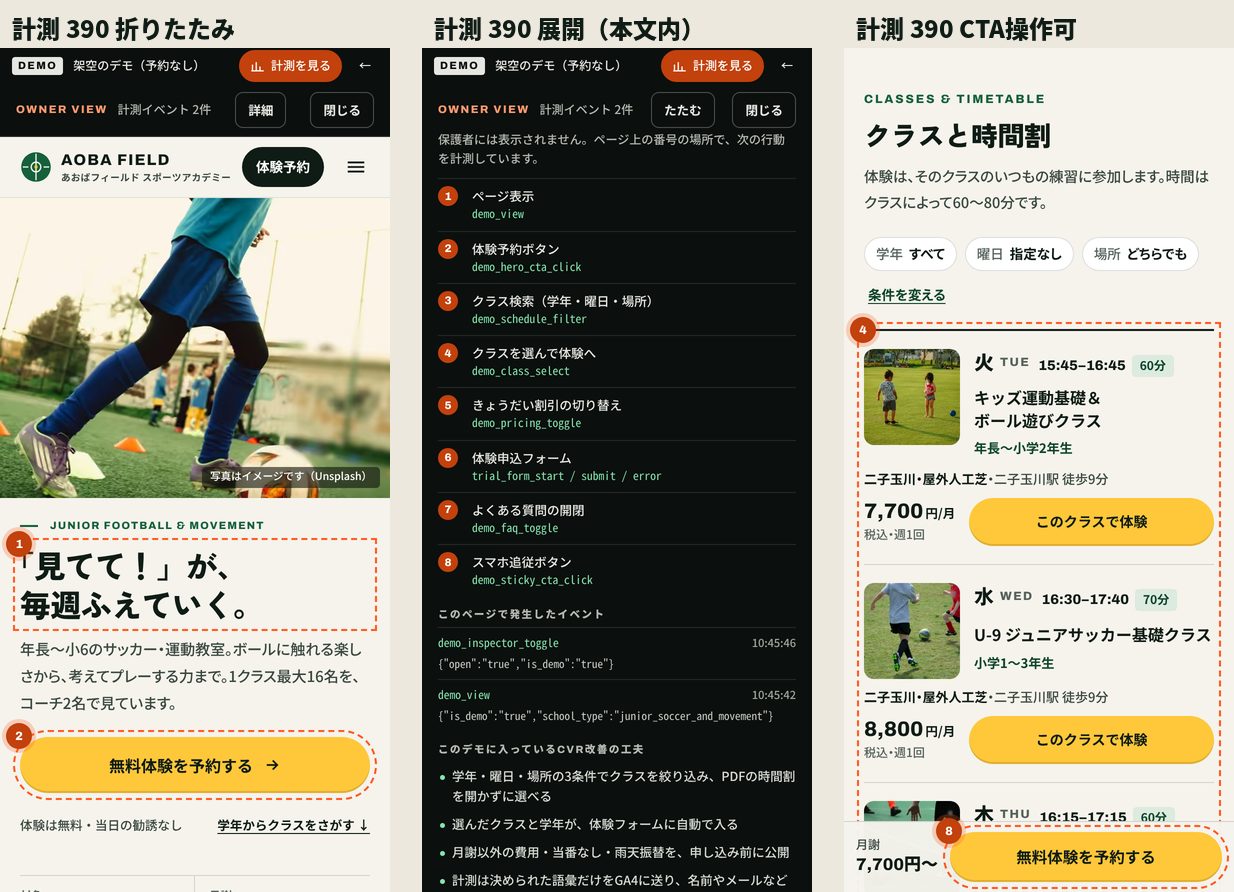 計測 390 折りたたみ
DEMO 架空のデモ（予約なし） 計測を見る ←
OWNER VIEW 計測イベント 2件 詳細 閉じる
AOBA FIELD
あおばフィールド スポーツアカデミー
体験予約
写真はイメージです（Unsplash）
JUNIOR FOOTBALL & MOVEMENT
1
「見てて！」が、
毎週ふえていく。
年長〜小6のサッカー・運動教室。ボールに触れる楽し
さから、考えてプレーする力まで。1クラス最大16名を、
コーチ2名で見ています。
2
無料体験を予約する →
体験は無料・当日の勧誘なし 学年からクラスをさがす ↓
計測 390 展開（本文内）
DEMO 架空のデモ（予約なし） 計測を見る ←
OWNER VIEW 計測イベント 2件 たたむ 閉じる
保護者には表示されません。ページ上の番号の場所で、次の行動
を計測しています。
1 ページ表示
demo_view
2 体験予約ボタン
demo_hero_cta_click
3 クラス検索（学年・曜日・場所）
demo_schedule_filter
4 クラスを選んで体験へ
demo_class_select
5 きょうだい割引の切り替え
demo_pricing_toggle
6 体験申込フォーム
trial_form_start / submit / error
7 よくある質問の開閉
demo_faq_toggle
8 スマホ追従ボタン
demo_sticky_cta_click
このページで発生したイベント
demo_inspector_toggle 10:45:46
{"open":"true","is_demo":"true"}
demo_view 10:45:42
{"is_demo":"true","school_type":"junior_soccer_and_movement"}
このデモに入っているCVR改善の工夫
• 学年・曜日・場所の3条件でクラスを絞り込み、PDFの時間割
を開かずに選べる
• 選んだクラスと学年が、体験フォームに自動で入る
• 月謝以外の費用・当番なし・雨天振替を、申し込み前に公開
• 計測は決められた語彙だけをGA4に送り、名前やメールなど
計測 390 CTA操作可
CLASSES & TIMETABLE
クラスと時間割
体験は、そのクラスのいつもの練習に参加します。時間は
クラスによって60〜80分です。
学年 すべて 曜日 指定なし 場所 どちらでも
条件を変える
4
火 TUE 15:45–16:45 60分
キッズ運動基礎＆
ボール遊びクラス
年長〜小学2年生
二子玉川・屋外人工芝・二子玉川駅 徒歩9分
7,700 円/月
税込・週1回
このクラスで体験
水 WED 16:30–17:40 70分
U-9 ジュニアサッカー基礎クラス
小学1〜3年生
二子玉川・屋外人工芝・二子玉川駅 徒歩9分
8,800 円/月
税込・週1回
このクラスで体験
木 THU 16:15–17:15 60分
月謝
7,700円〜
8
無料体験を予約する